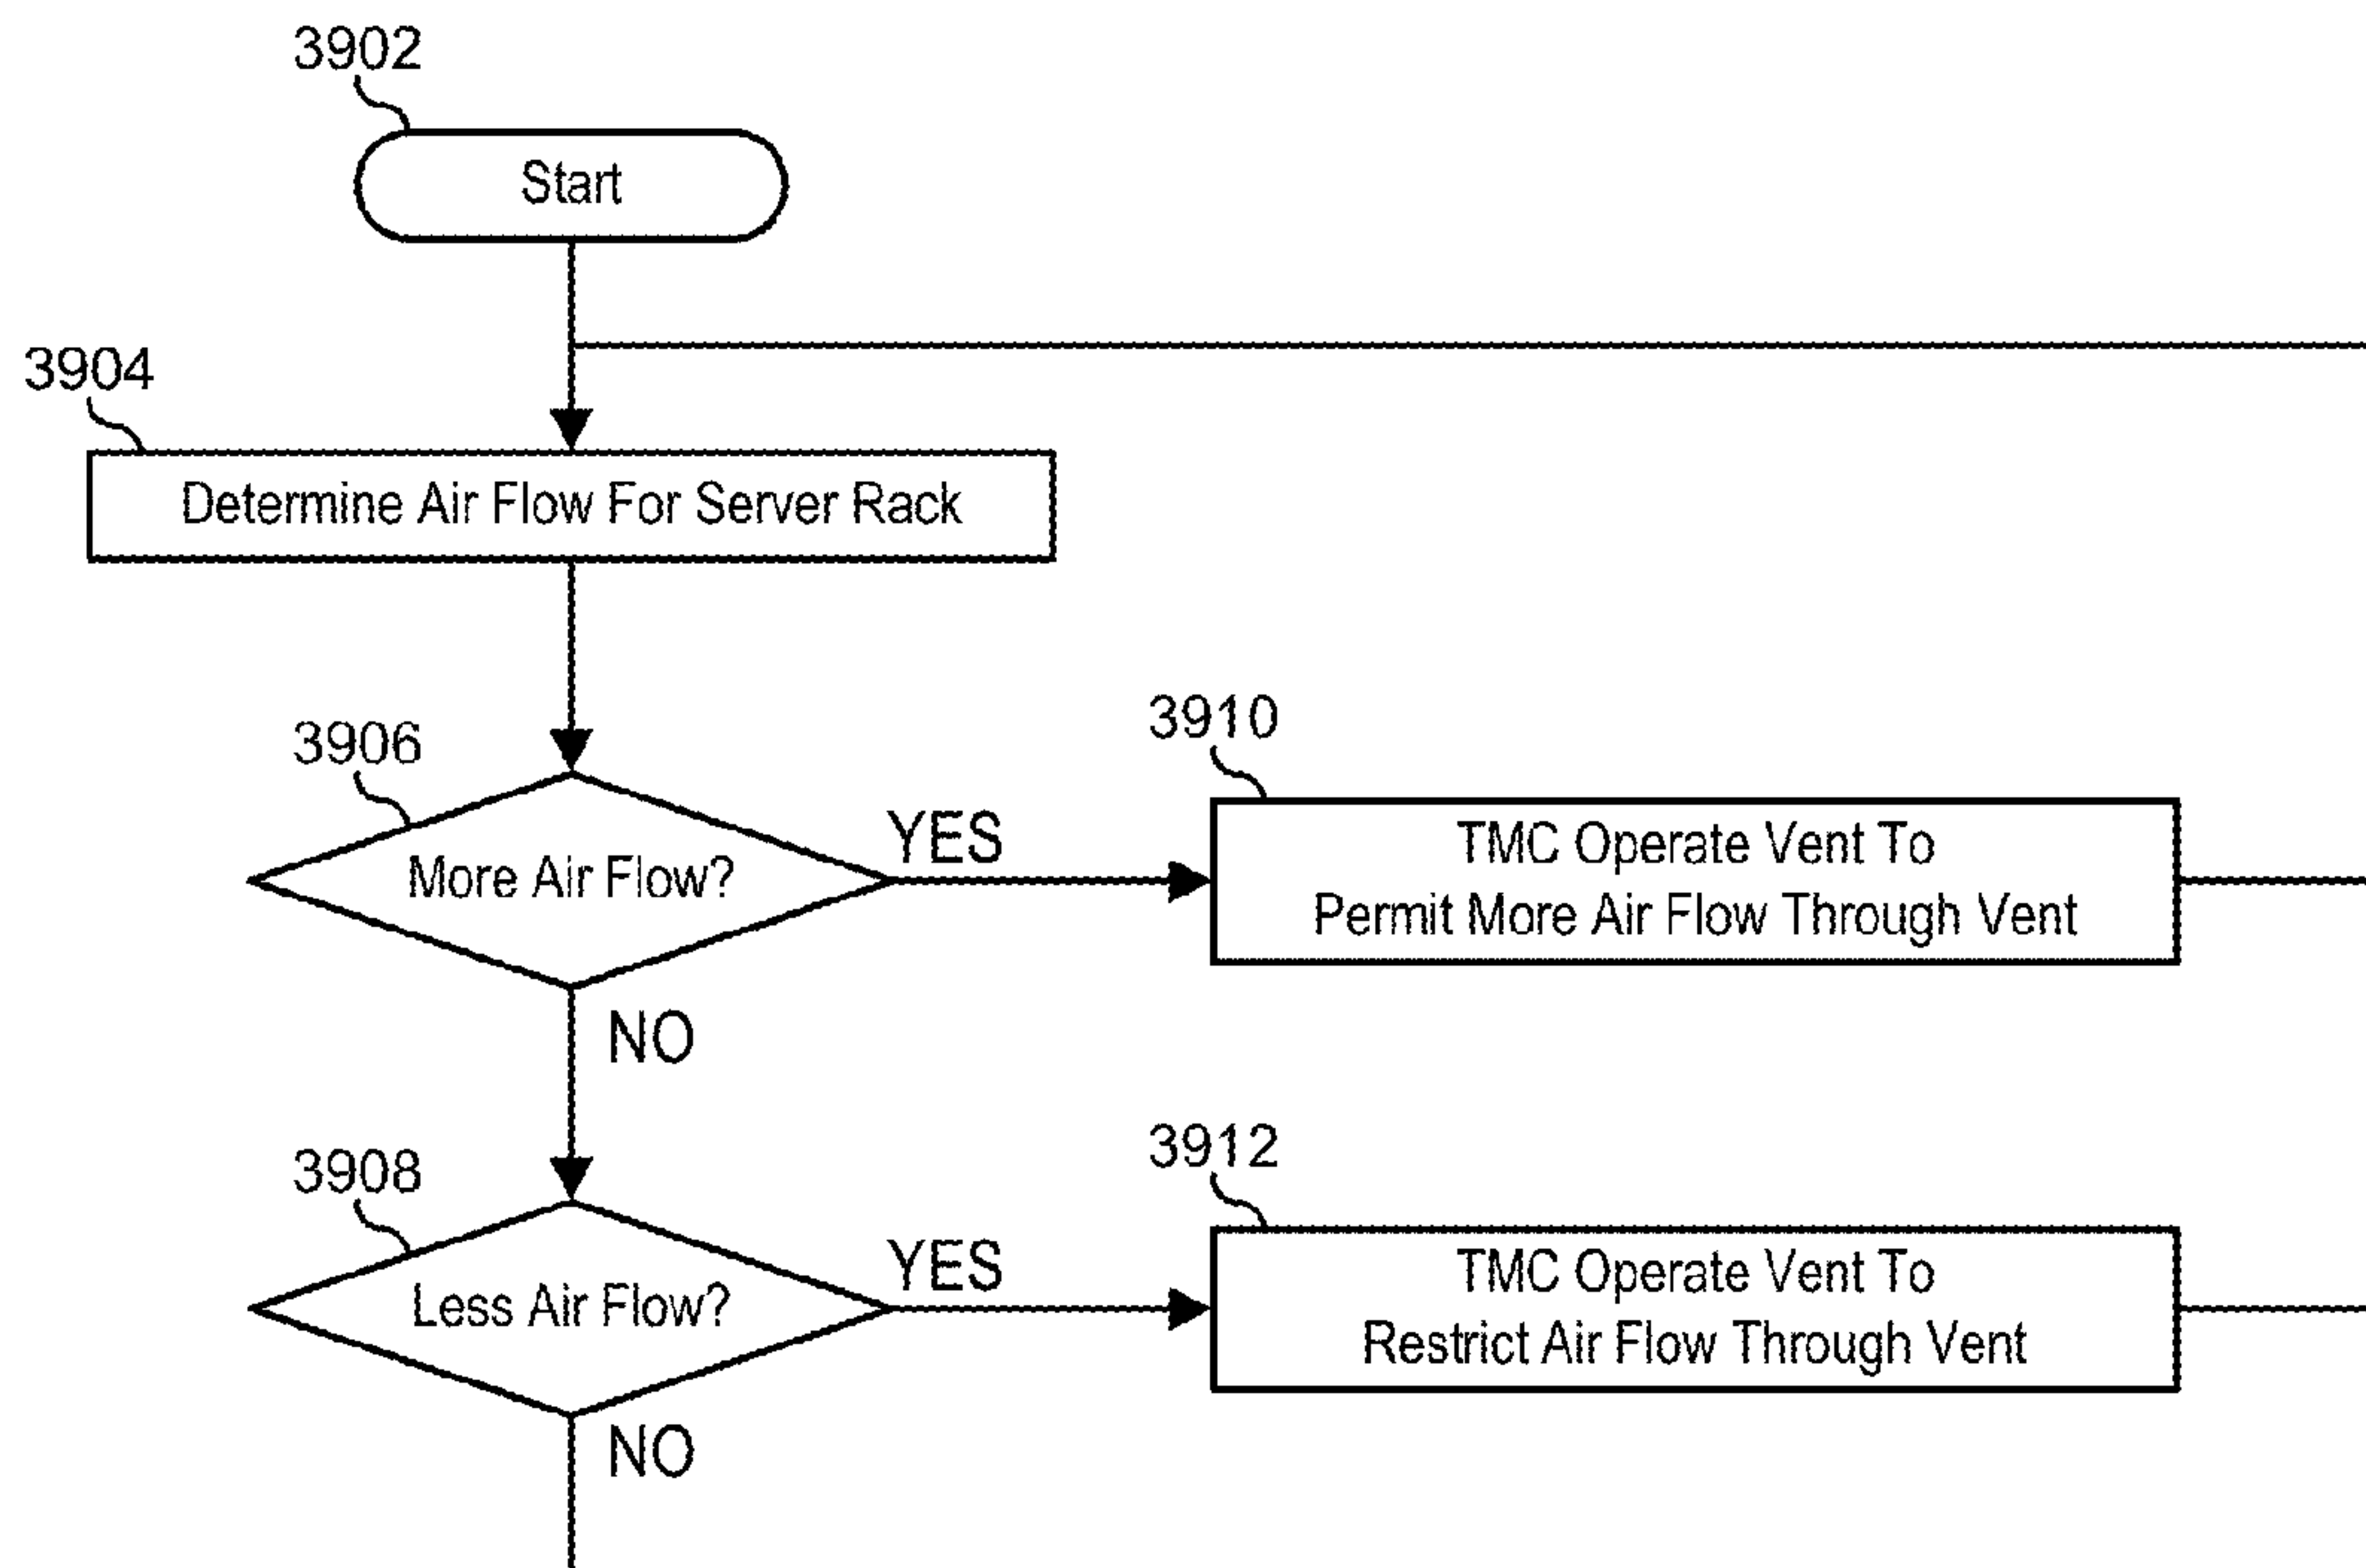 3902
Start
3904
Determine Air Flow For Server Rack
3906
More Air Flow?
YES
3910
TMC Operate Vent To
Permit More Air Flow Through Vent
NO
3908
Less Air Flow?
YES
3912
TMC Operate Vent To
Restrict Air Flow Through Vent
NO